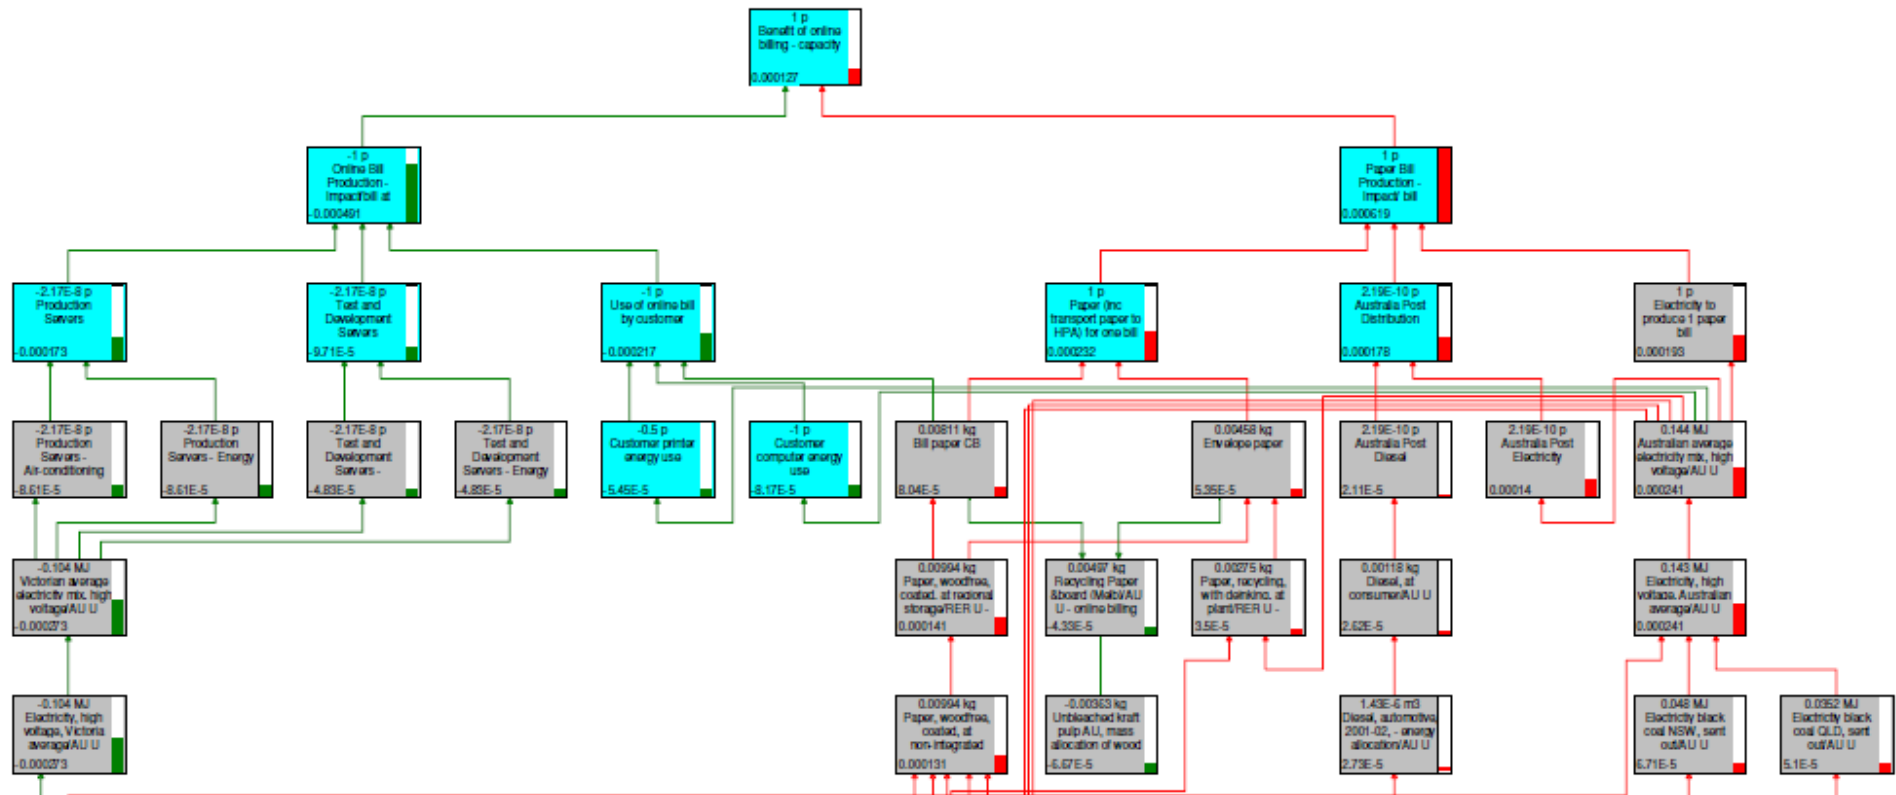 1 p
Benefit of online
billing - capacity
0.000127
-1 p
Online Bill
Production -
Impact/bill at
-0.000491
1 p
Paper Bill
Production -
Impact/ bill
0.000619
-2.17E-8 p
Production
Servers
-0.000173
-2.17E-8 p
Test and
Development
Servers
-9.71E-5
-1 p
Use of online bill
by customer
-0.000217
1 p
Paper (inc
transport paper to
HPA) for one bill
0.000232
2.19E-10 p
Australia Post
Distribution
0.000178
1 p
Electricity to
produce 1 paper
bill
0.000193
-2.17E-8 p
Production
Servers -
Air-conditioning
-8.61E-5
-2.17E-8 p
Production
Servers - Energy
-8.61E-5
-2.17E-8 p
Test and
Development
Servers -
-4.83E-5
-2.17E-8 p
Test and
Development
Servers - Energy
-4.83E-5
-0.5 p
Customer printer
energy use
-5.45E-5
-1 p
Customer
computer energy
use
-8.17E-5
0.00811 kg
Bill paper CB
8.04E-5
0.00458 kg
Envelope paper
5.35E-5
2.19E-10 p
Australia Post
Diesel
2.11E-5
2.19E-10 p
Australia Post
Electricity
0.00014
0.144 MJ
Australian average
electricity mix, high
voltage/AU U
0.000241
-0.104 MJ
Victorian average
electricity mix, high
voltage/AU U
-0.000273
0.00994 kg
Paper, woodfree,
coated, at regional
storage/RER U -
0.000141
0.00497 kg
Recycling Paper
&board (Melb)/AU
U - online billing
-4.33E-5
0.00275 kg
Paper, recycling,
with deinking, at
plant/RER U -
3.5E-5
0.00118 kg
Diesel, at
consumer/AU U
2.62E-5
0.143 MJ
Electricity, high
voltage, Australian
average/AU U
0.000241
-0.104 MJ
Electricity, high
voltage, Victoria
average/AU U
-0.000273
0.00994 kg
Paper, woodfree,
coated, at
non-integrated
0.000131
-0.00363 kg
Unbleached kraft
pulp AU, mass
allocation of wood
-6.67E-5
1.43E-6 m3
Diesel, automotive,
2001-02, - energy
allocation/AU U
2.73E-5
0.048 MJ
Electrictiy black
coal NSW, sent
out/AU U
6.71E-5
0.0352 MJ
Electrictiy black
coal QLD, sent
out/AU U
5.1E-5